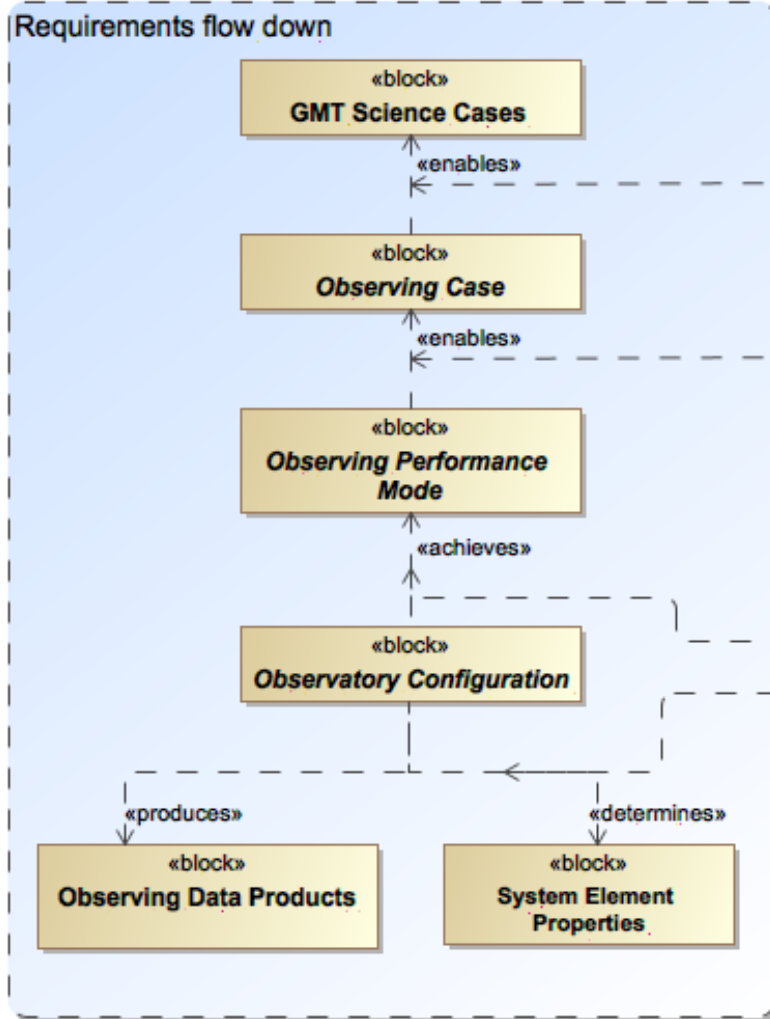 Requirements flow down
«block»
GMT Science Cases
«enables»
«block»
Observing Case
«enables»
«block»
Observing Performance
Mode
«achieves»
«block»
Observatory Configuration
«produces»
«determines»
«block»
Observing Data Products
«block»
System Element
Properties